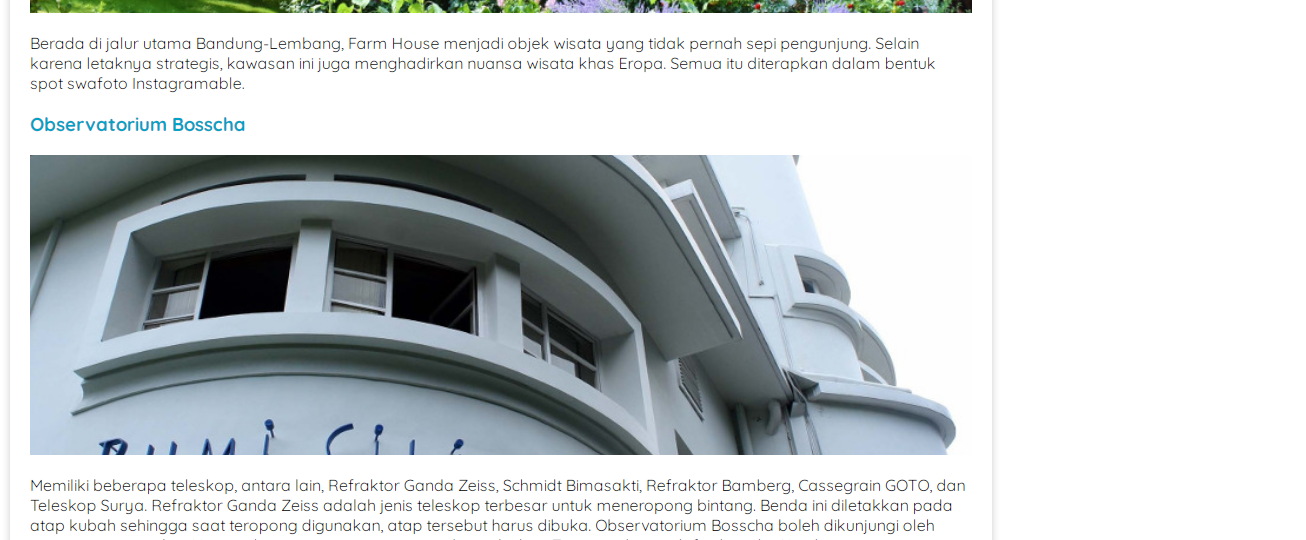 Berada di jalur utama Bandung-Lembang, Farm House menjadi objek wisata yang tidak pernah sepi pengunjung. Selain
karena letaknya strategis, kawasan ini juga menghadirkan nuansa wisata khas Eropa. Semua itu diterapkan dalam bentuk
spot swafoto Instagramable.
Observatorium Bosscha
Memiliki beberapa teleskop, antara lain, Refraktor Ganda Zeiss, Schmidt Bimasakti, Refraktor Bamberg, Cassegrain GOTO, dan
Teleskop Surya. Refraktor Ganda Zeiss adalah jenis teleskop terbesar untuk meneropong bintang. Benda ini diletakkan pada
atap kubah sehingga saat teropong digunakan, atap tersebut harus dibuka. Observatorium Bosscha boleh dikunjungi oleh